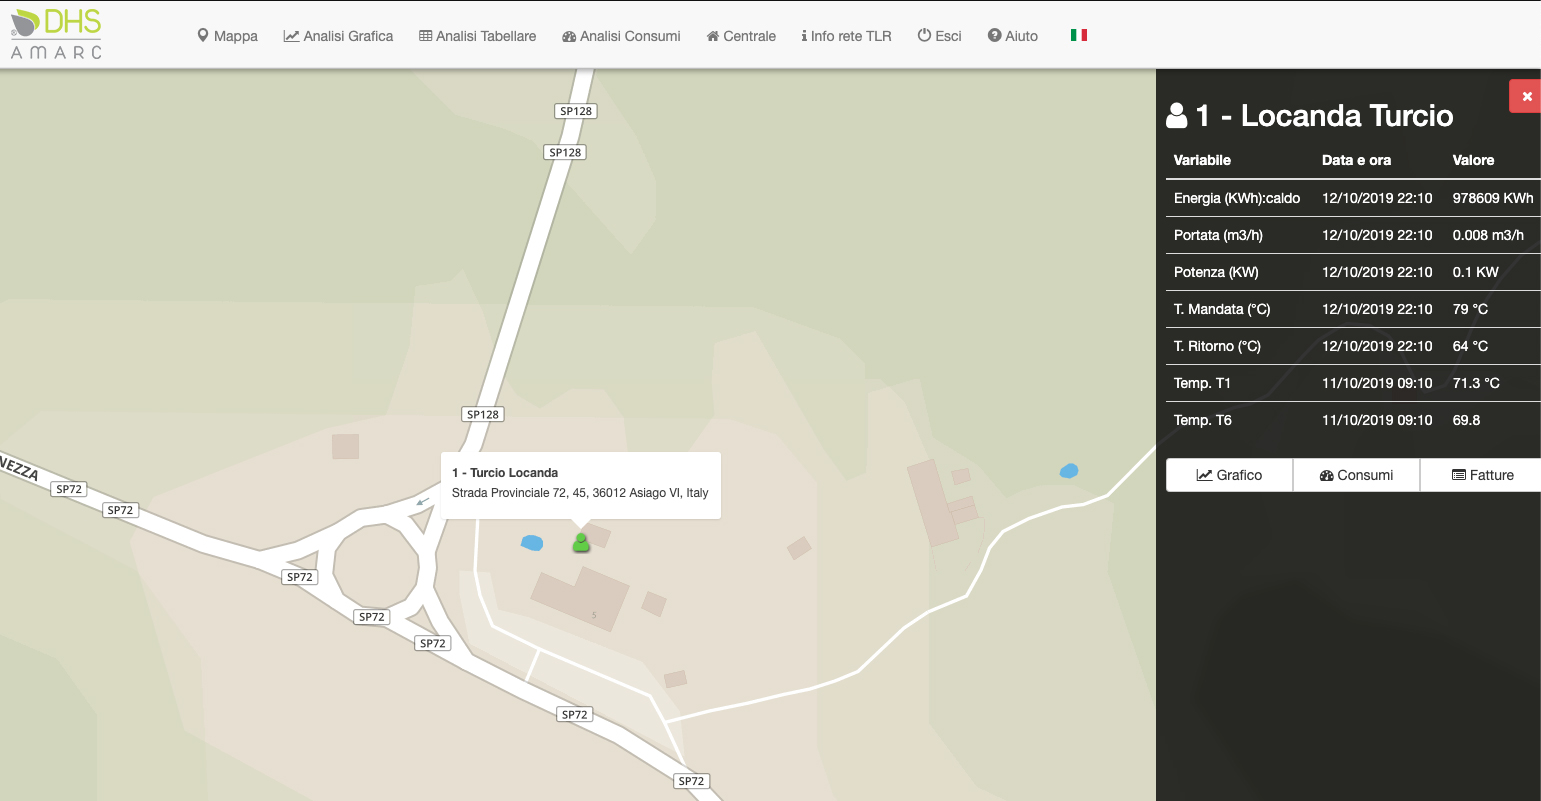 DHS
AMARC
Mappa
Analisi Grafica
Analisi Tabellare
Analisi Consumi
Centrale
Info rete TLR
Esci
Aiuto
SP128
SP128
SP128
NEZZA
SP72
SP72
SP72
SP72
SP72
SP72
SP72
1 - Turcio Locanda
Strada Provinciale 72, 45, 36012 Asiago VI, Italy
5
1 - Locanda Turcio
Variabile Data e ora Valore
Energia (KWh):caldo 12/10/2019 22:10 978609 KWh
Portata (m3/h) 12/10/2019 22:10 0.008 m3/h
Potenza (KW) 12/10/2019 22:10 0.1 KW
T. Mandata (°C) 12/10/2019 22:10 79 °C
T. Ritorno (°C) 12/10/2019 22:10 64 °C
Temp. T1 11/10/2019 09:10 71.3 °C
Temp. T6 11/10/2019 09:10 69.8
Grafico
Consumi
Fatture